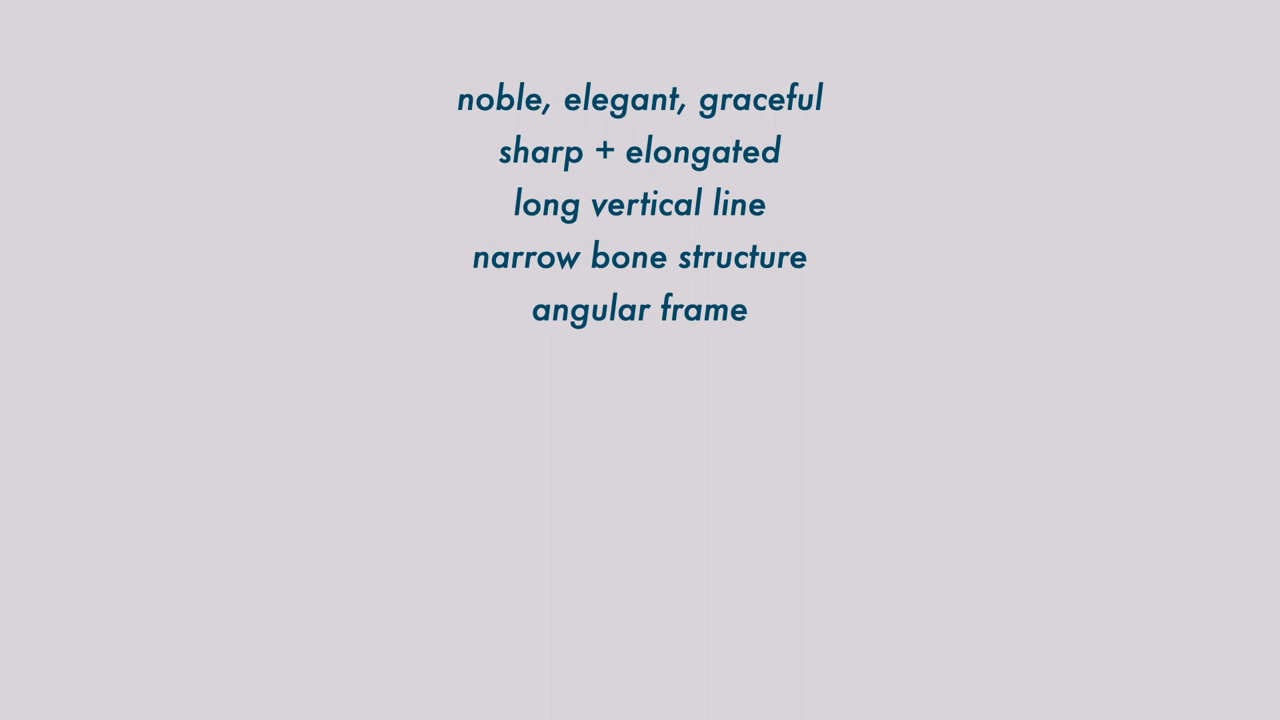 noble, elegant, graceful
sharp + elongated
long vertical line
narrow bone structure
angular frame